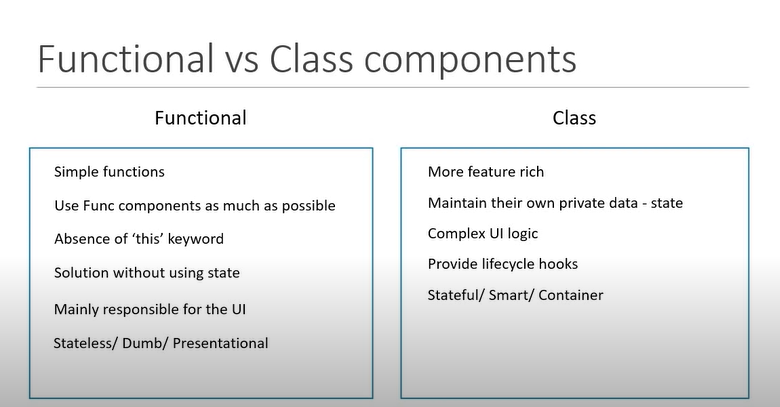 Functional vs Class components
Functional
Simple functions
Use Func components as much as possible
Absence of ‘this’ keyword
Solution without using state
Mainly responsible for the UI
Stateless/ Dumb/ Presentational
Class
More feature rich
Maintain their own private data - state
Complex UI logic
Provide lifecycle hooks
Stateful/ Smart/ Container